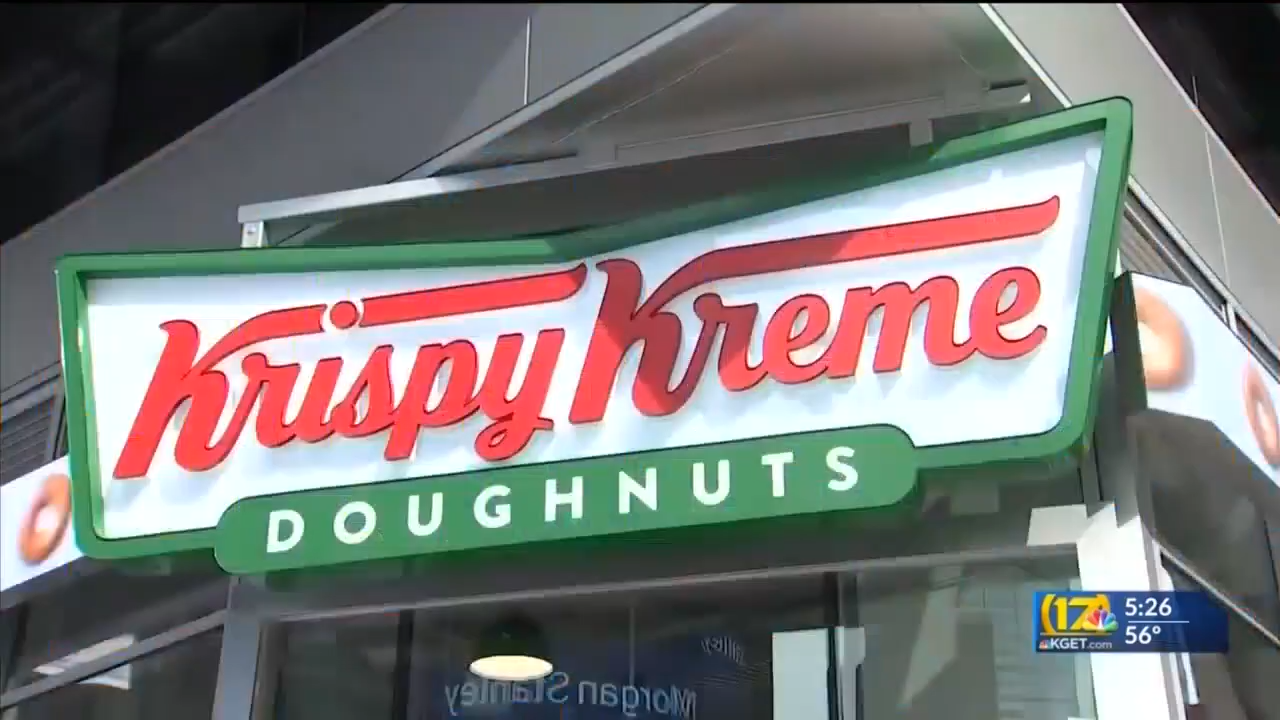 Krispy Kreme
DOUGHNUTS
17
5:26
KGET.com
56°
Morgan Stanley